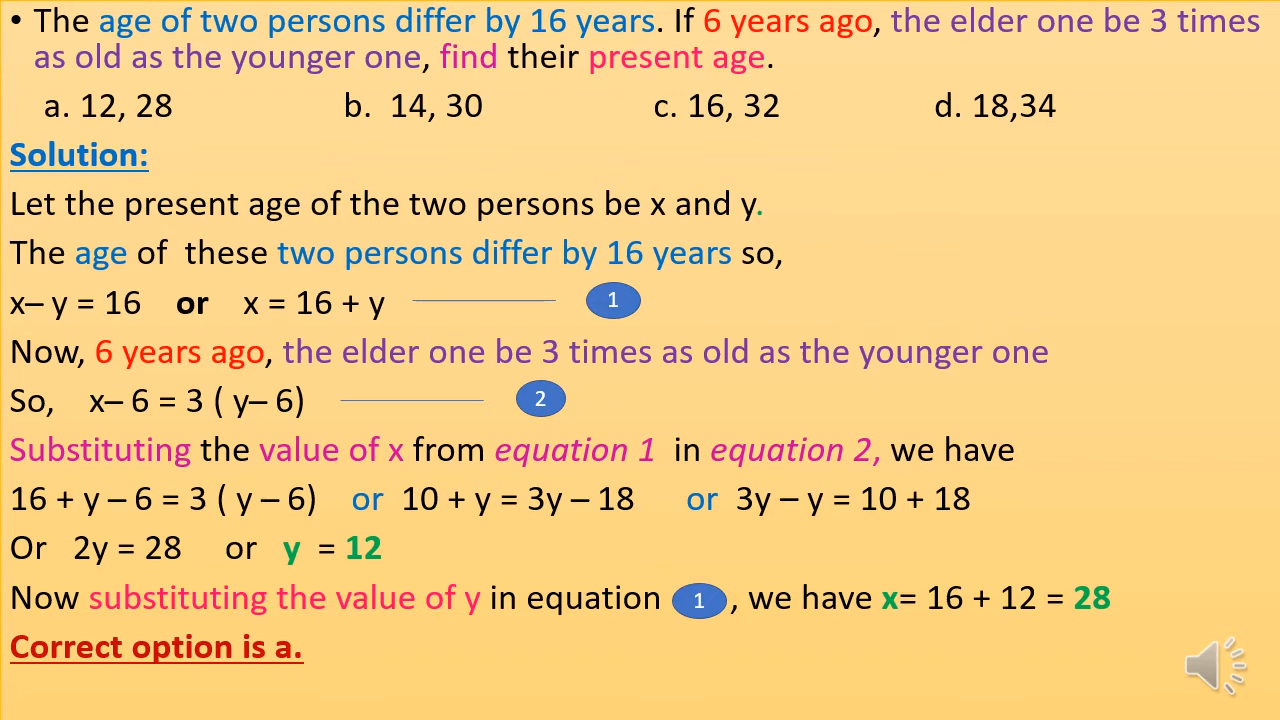 • The age of two persons differ by 16 years. If 6 years ago, the elder one be 3 times
as old as the younger one, find their present age.
a. 12, 28 b. 14, 30 c. 16, 32 d. 18,34
Solution:
Let the present age of the two persons be x and y.
The age of these two persons differ by 16 years so,
x– y = 16 or x = 16 + y 1
Now, 6 years ago, the elder one be 3 times as old as the younger one
So, x– 6 = 3 ( y– 6) 2
Substituting the value of x from equation 1 in equation 2, we have
16 + y – 6 = 3 ( y – 6) or 10 + y = 3y – 18 or 3y – y = 10 + 18
Or 2y = 28 or y = 12
Now substituting the value of y in equation 1 , we have x= 16 + 12 = 28
Correct option is a.